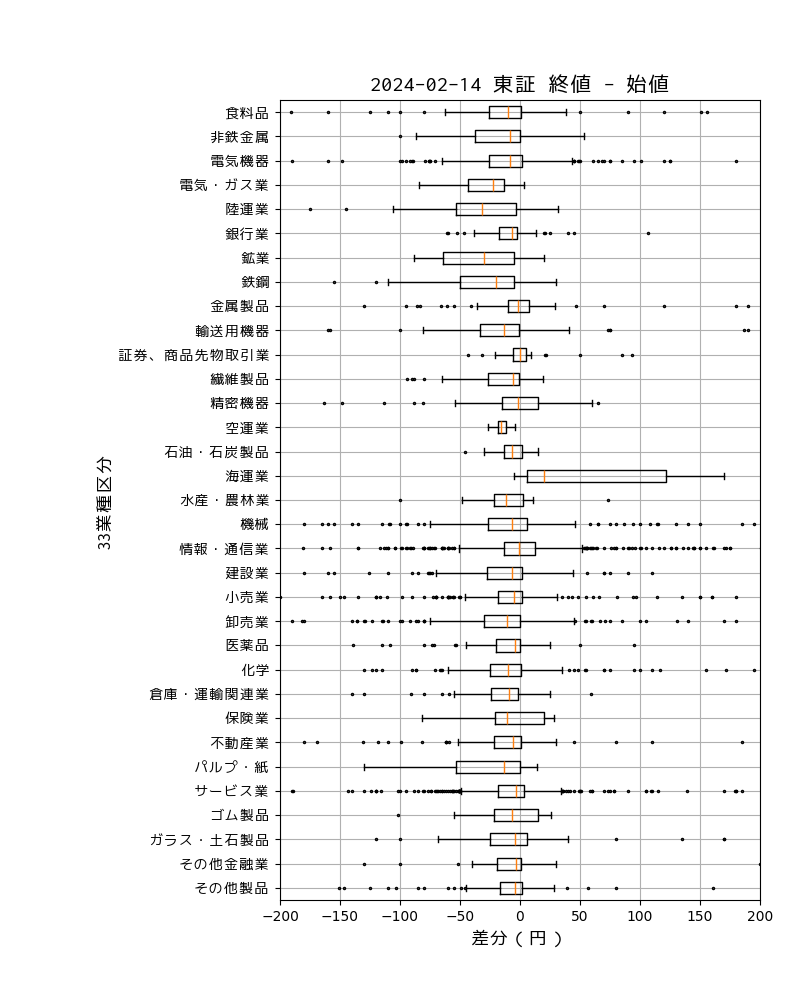 2024-02-14 東証 終値 - 始値
食料品
非鉄金属
電気機器
電気・ガス業
陸運業
銀行業
鉱業
鉄鋼
金属製品
輸送用機器
証券、商品先物取引業
繊維製品
精密機器
空運業
石油・石炭製品
海運業
水産・農林業
機械
情報・通信業
建設業
小売業
卸売業
医薬品
化学
倉庫・運輸関連業
保険業
不動産業
パルプ・紙
サービス業
ゴム製品
ガラス・土石製品
その他金融業
その他製品
33業種区分
−200 −150 −100 −50 0 50 100 150 200
差分（円）